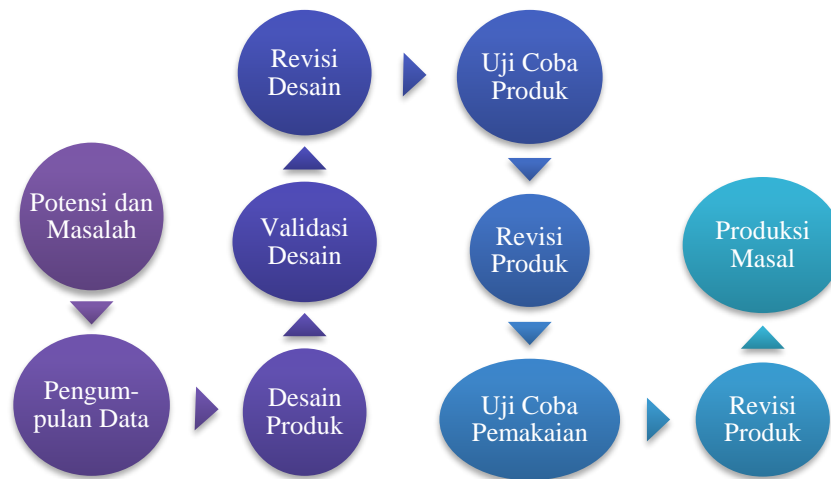 Potensi dan
Masalah
Pengum-
pulan Data
Desain
Produk
Validasi
Desain
Revisi
Desain
Uji Coba
Produk
Revisi
Produk
Uji Coba
Pemakaian
Revisi
Produk
Produksi
Masal